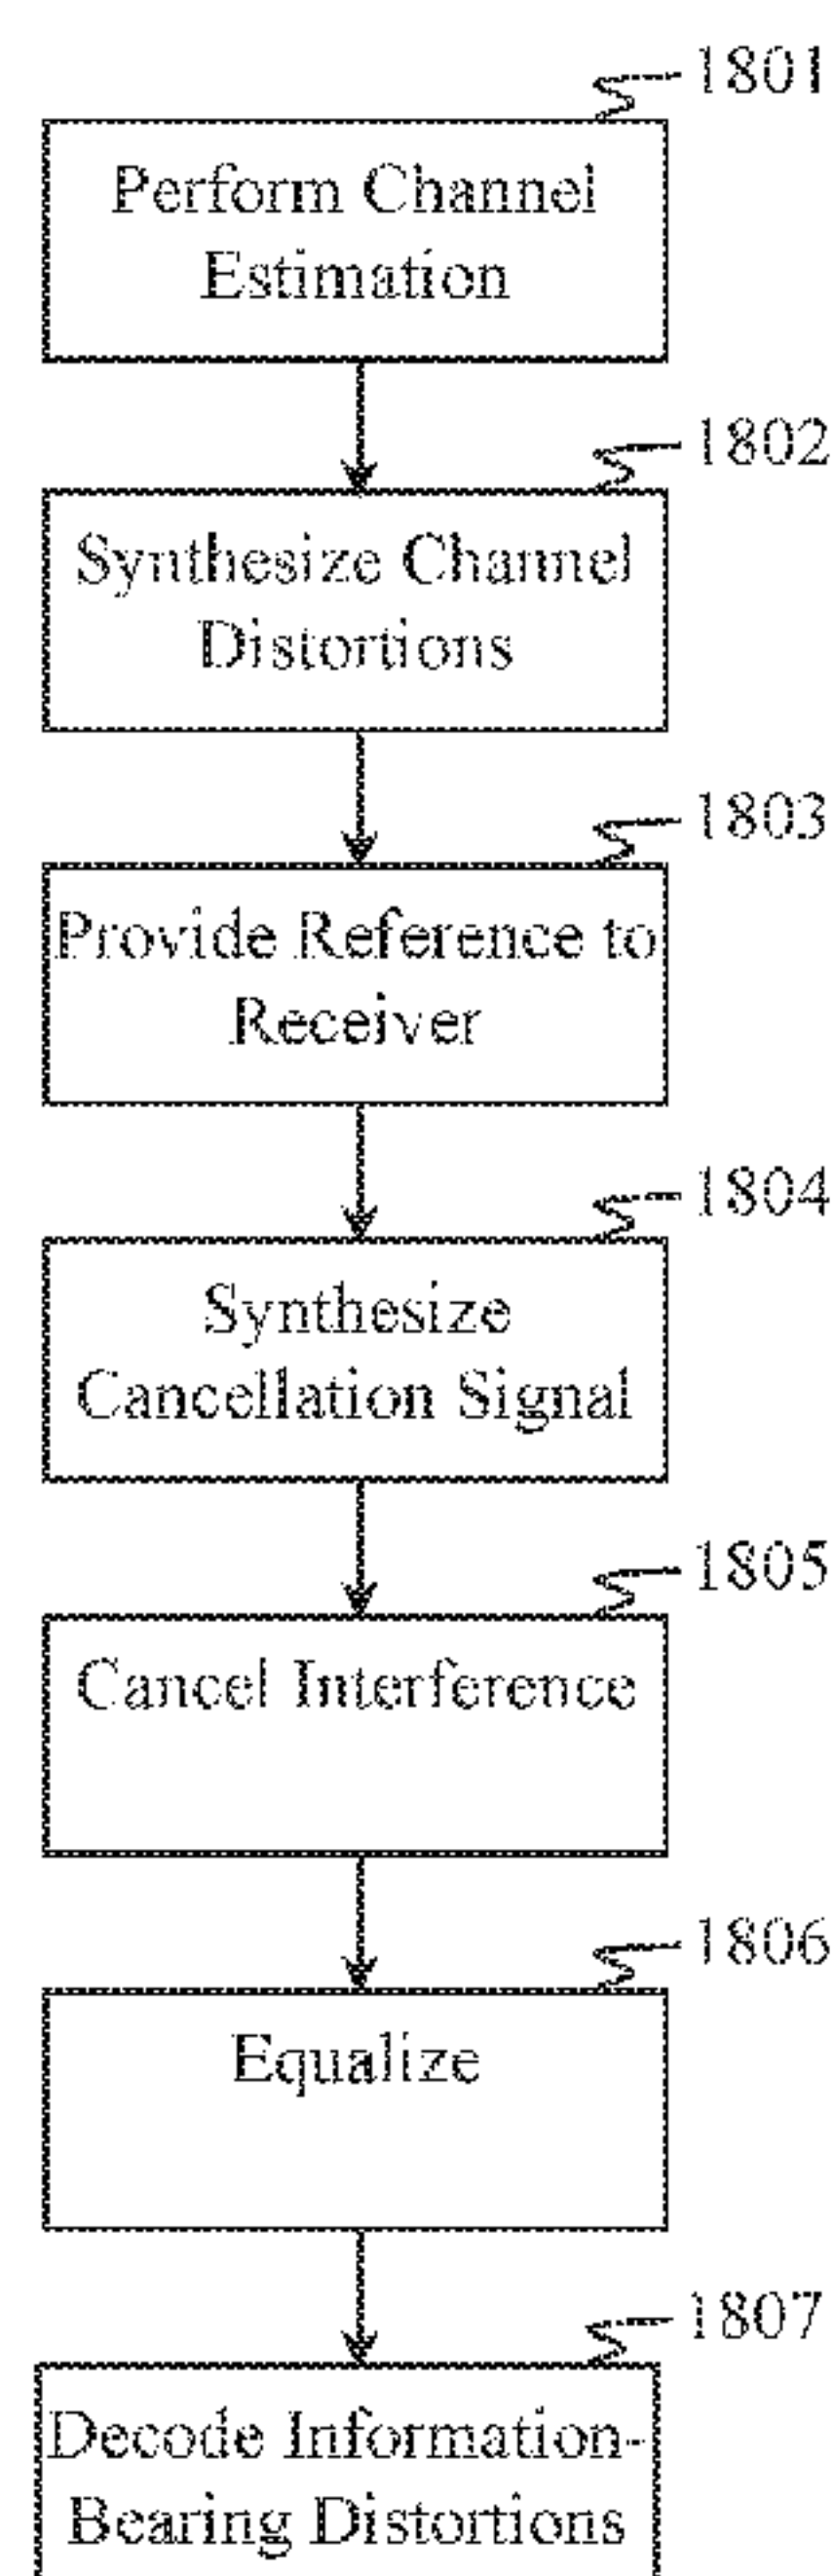 1801
Perform Channel
Estimation
1802
Synthesize Channel
Distortions
1803
Provide Reference to
Receiver
1804
Synthesize
Cancellation Signal
1805
Cancel Interference
1806
Equalize
1807
Decode Information-
Bearing Distortions